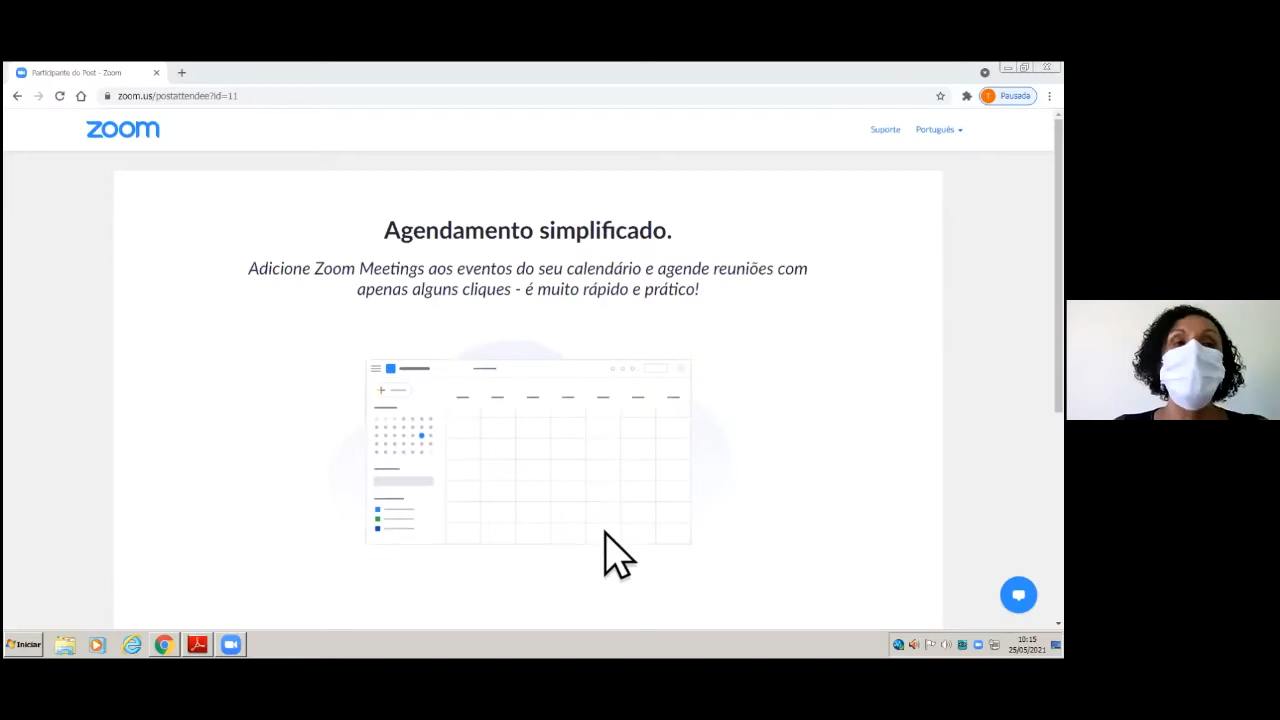 Participante do Post - Zoom
zoom.us/postattendee?id=11
Pausada
zoom
Suporte
Português
Agendamento simplificado.
Adicione Zoom Meetings aos eventos do seu calendário e agende reuniões com
apenas alguns cliques - é muito rápido e prático!
Iniciar
10:15
25/05/2021